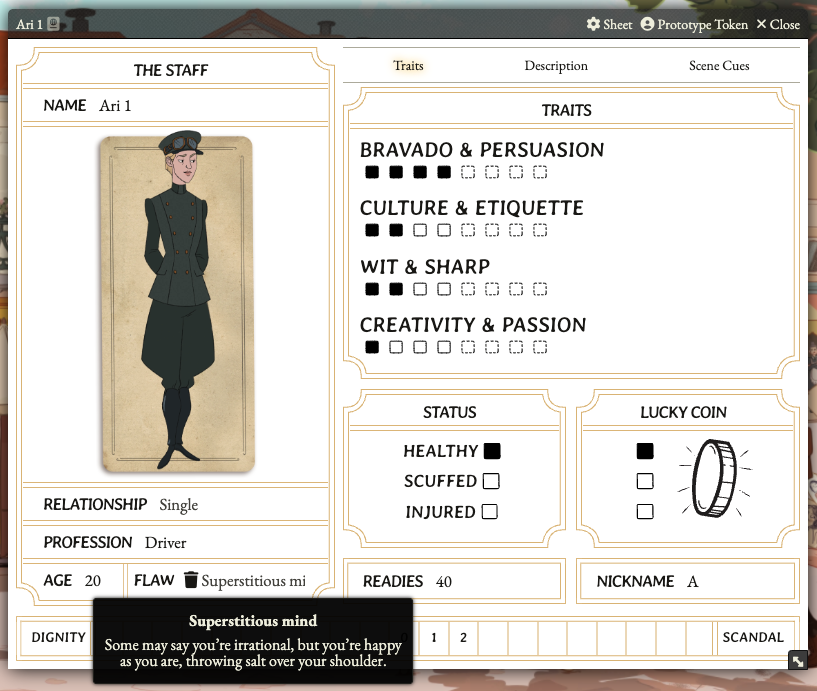 Ari 1
Sheet
Prototype Token
Close
THE STAFF
NAME Ari 1
RELATIONSHIP Single
PROFESSION Driver
AGE 20
FLAW Superstitious mi
Traits
Description
Scene Cues
TRAITS
BRAVADO & PERSUASION
CULTURE & ETIQUETTE
WIT & SHARP
CREATIVITY & PASSION
STATUS
HEALTHY
SCUFFED
INJURED
LUCKY COIN
READIES 40
NICKNAME A
DIGNITY
0 1 2
SCANDAL
Superstitious mind
Some may say you're irrational, but you're happy
as you are, throwing salt over your shoulder.